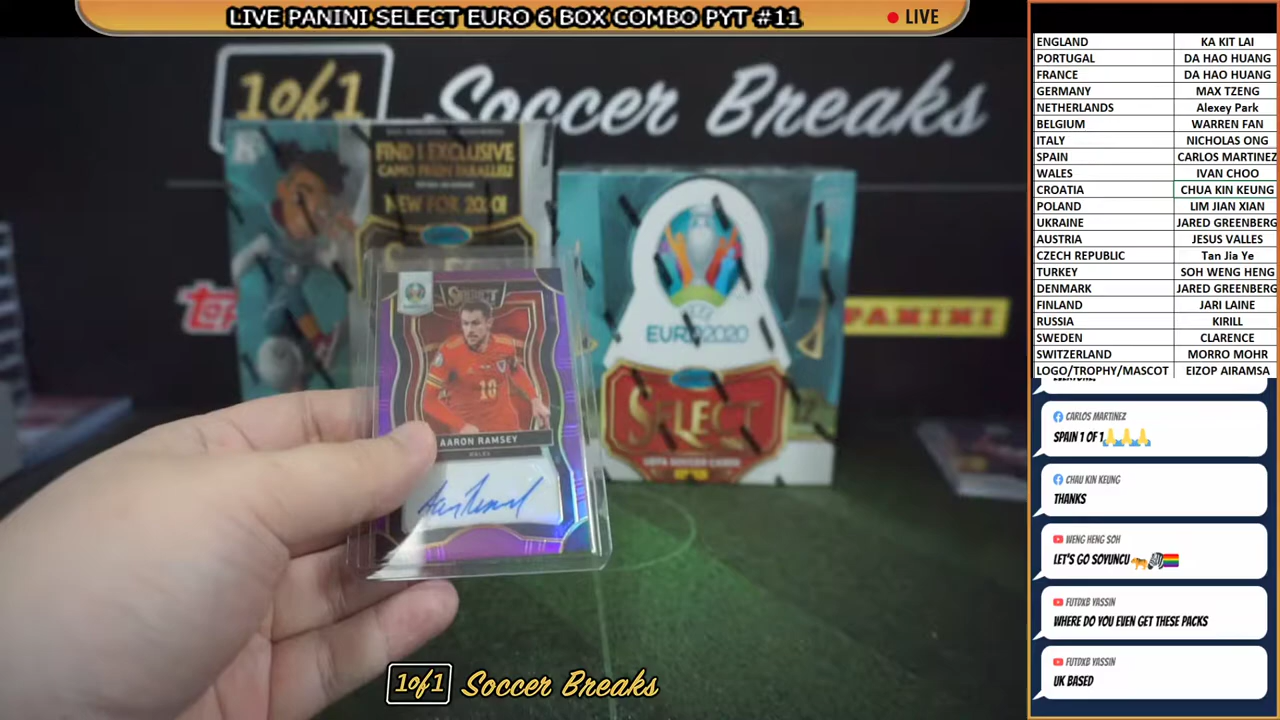 LIVE PANINI SELECT EURO 6 BOX COMBO PYT #11
LIVE
1of1 Soccer Breaks
FIND 1 EXCLUSIVE
NEW FOR 2020!
EURO2020
PANINI
SELECT
SELECT
AARON RAMSEY
WALES
10
1of1 Soccer Breaks
ENGLAND KA KIT LAI
PORTUGAL DA HAO HUANG
FRANCE DA HAO HUANG
GERMANY MAX TZENG
NETHERLANDS Alexey Park
BELGIUM WARREN FAN
ITALY NICHOLAS ONG
SPAIN CARLOS MARTINEZ
WALES IVAN CHOO
CROATIA CHUA KIN KEUNG
POLAND LIM JIAN XIAN
UKRAINE JARED GREENBERG
AUSTRIA JESUS VALLES
CZECH REPUBLIC Tan Jia Ye
TURKEY SOH WENG HENG
DENMARK JARED GREENBERG
FINLAND JARI LAINE
RUSSIA KIRILL
SWEDEN CLARENCE
SWITZERLAND MORRO MOHR
LOGO/TROPHY/MASCOT EIZOP AIRAMSA
CARLOS MARTINEZ
SPAIN 1 OF 1🙏🙏🙏
CHAU KIN KEUNG
THANKS
WENG HENG SOH
LET'S GO SOYUNCU
FUTDXB YASSIN
WHERE DO YOU EVEN GET THESE PACKS
FUTDXB YASSIN
UK BASED